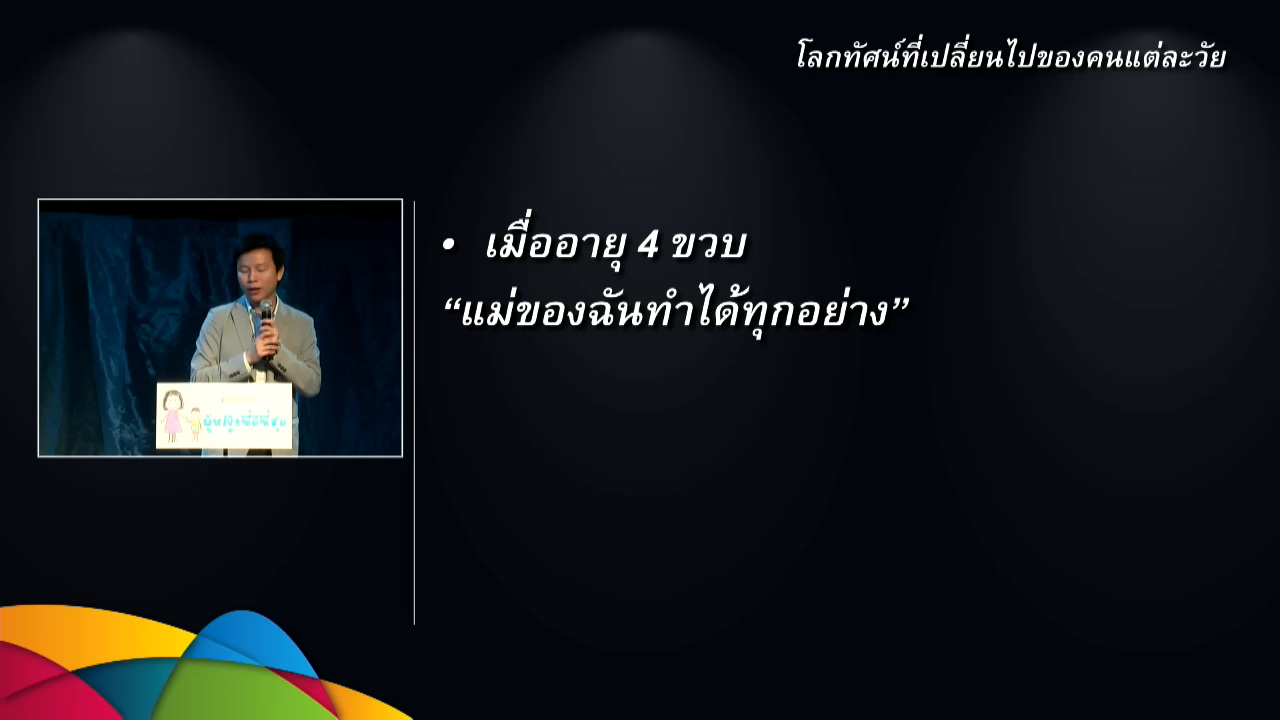 โลกทัศน์ที่เปลี่ยนไปของคนแต่ละวัย
• เมื่ออายุ 4 ขวบ
“แม่ของฉันทำได้ทุกอย่าง”